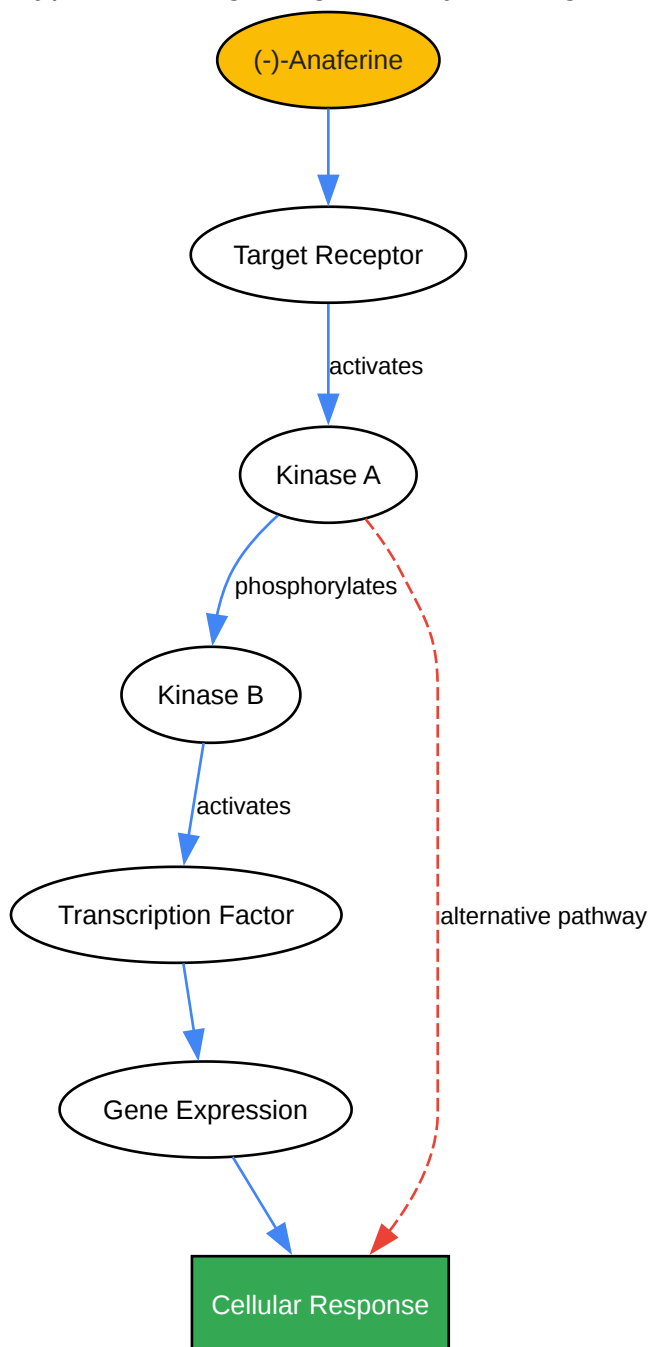 (-)-Anaferine
Target Receptor
activates
Kinase A
phosphorylates
Kinase B
activates
Transcription Factor
alternative pathway
Gene Expression
Cellular Response